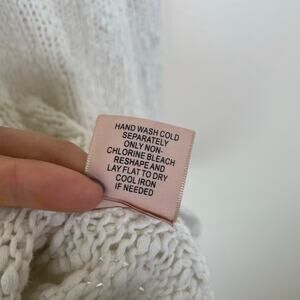 HAND WASH COLD
SEPARATELY
ONLY NON-
CHLORINE BLEACH
RESHAPE AND
LAY FLAT TO DRY
COOL IRON
IF NEEDED